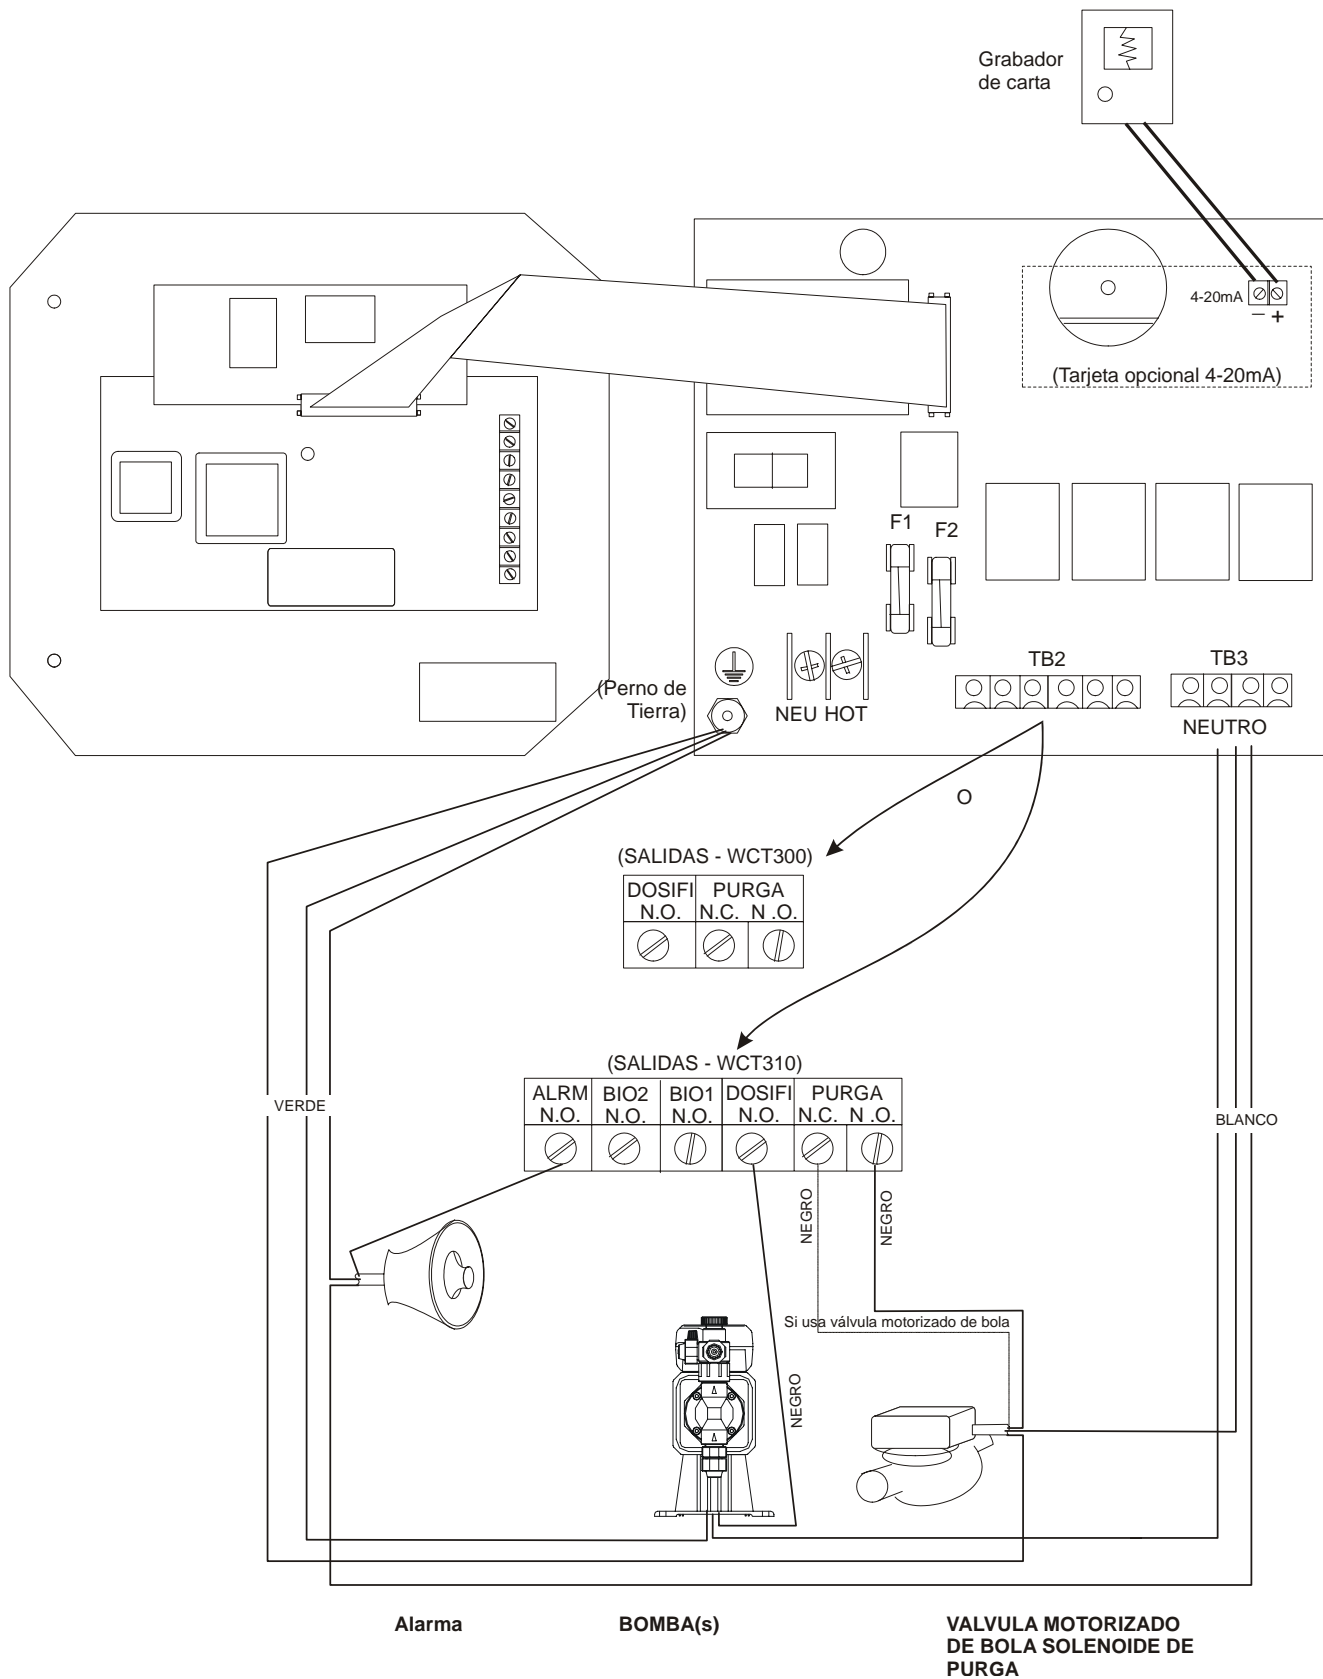 Grabador
de carta
4-20mA
– +
(Tarjeta opcional 4-20mA)
F1
F2
(Perno de
Tierra)
NEU HOT
TB2
TB3
NEUTRO
O
(SALIDAS - WCT300)
DOSIFI PURGA
N.O. N.C. N .O.
(SALIDAS - WCT310)
ALRM BIO2 BIO1 DOSIFI PURGA
N.O. N.O. N.O. N.O. N.C. N .O.
VERDE
BLANCO
NEGRO
NEGRO
Si usa válvula motorizado de bola
NEGRO
Alarma
BOMBA(s)
VALVULA MOTORIZADO
DE BOLA SOLENOIDE DE
PURGA